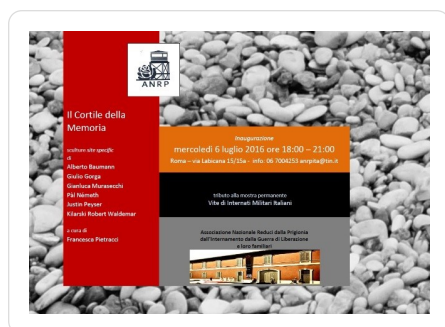 ANRP
Il Cortile della
Memoria
sculture site specific
di
Alberto Baumann
Giulio Gorga
Gianluca Murasecchi
Pál Németh
Justin Peyser
Kilarski Robert Waldemar
a cura di
Francesca Pietracci
Inaugurazione
mercoledì 6 luglio 2016 ore 18:00 – 21:00
Roma – via Labicana 15/15a - info: 06 7004253 anrpita@tin.it
tributo alla mostra permanente
Vite di Internati Militari Italiani
Associazione Nazionale Reduci dalla Prigionia
dall'Internamento dalla Guerra di Liberazione
e loro familiari